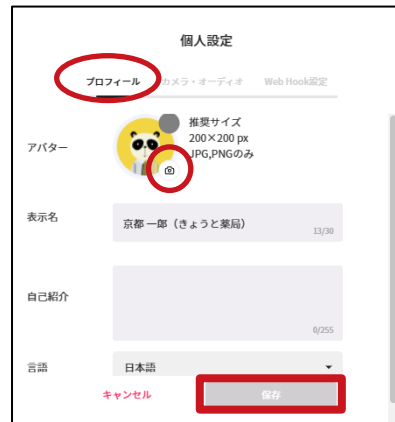 個人設定
プロフィール カメラ・オーディオ Web Hook設定
アバター
推奨サイズ
200×200 px
JPG,PNGのみ
表示名
京都 一郎（きょうと薬局）
13/30
自己紹介
0/255
言語
日本語
キャンセル 保存